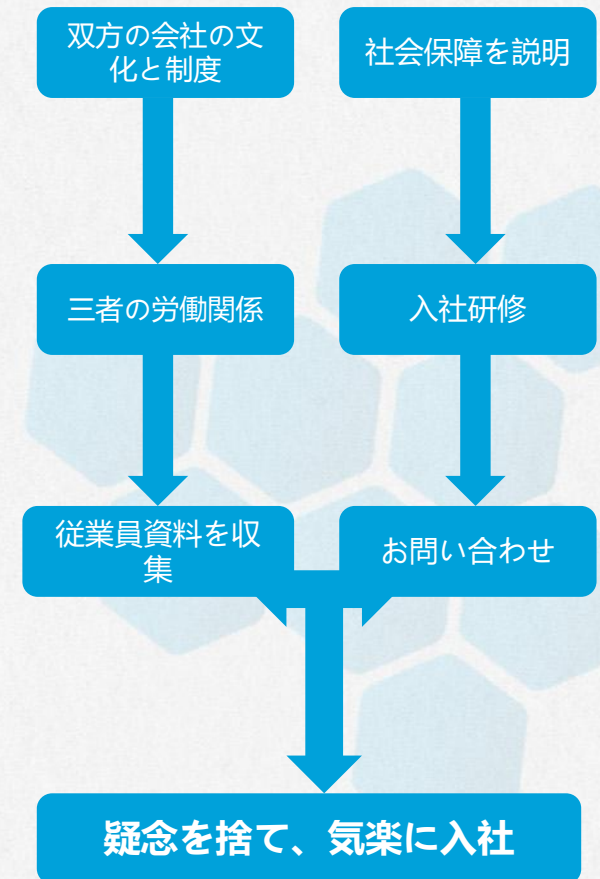 双方の会社の文
化と制度
社会保障を説明
三者の労働関係
入社研修
従業員資料を収
集
お問い合わせ
疑念を捨て、気楽に入社